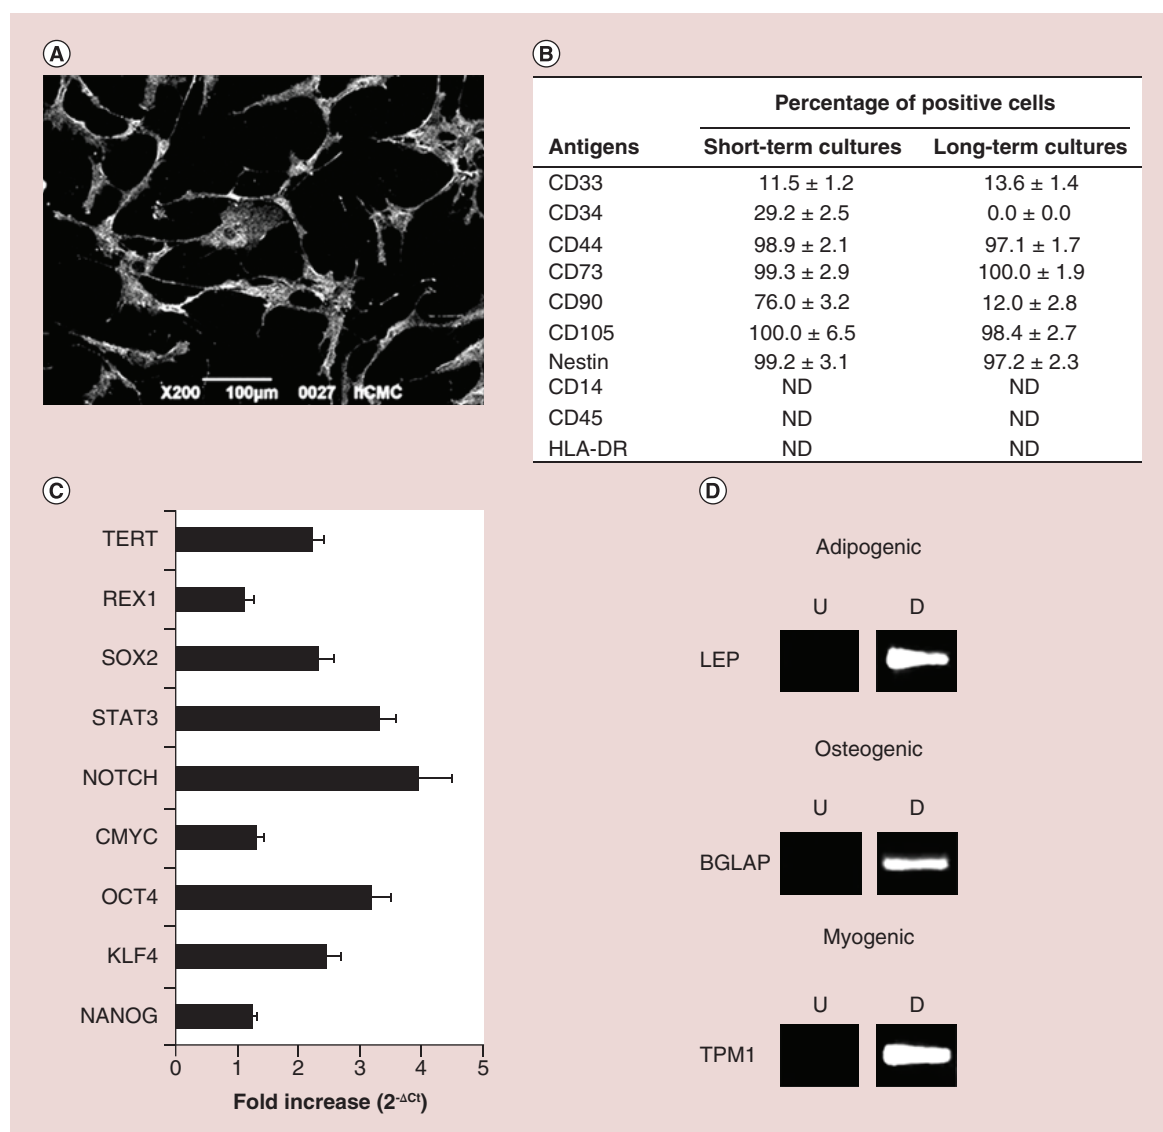 A
X200 100µm 0027 hCMC
B
Percentage of positive cells
Antigens Short-term cultures Long-term cultures
CD33 11.5 ± 1.2 13.6 ± 1.4
CD34 29.2 ± 2.5 0.0 ± 0.0
CD44 98.9 ± 2.1 97.1 ± 1.7
CD73 99.3 ± 2.9 100.0 ± 1.9
CD90 76.0 ± 3.2 12.0 ± 2.8
CD105 100.0 ± 6.5 98.4 ± 2.7
Nestin 99.2 ± 3.1 97.2 ± 2.3
CD14 ND ND
CD45 ND ND
HLA-DR ND ND
C
TERT
REX1
SOX2
STAT3
NOTCH
CMYC
OCT4
KLF4
NANOG
0 1 2 3 4 5
Fold increase (2-ΔCt)
D
Adipogenic
U D
LEP
Osteogenic
U D
BGLAP
Myogenic
U D
TPM1